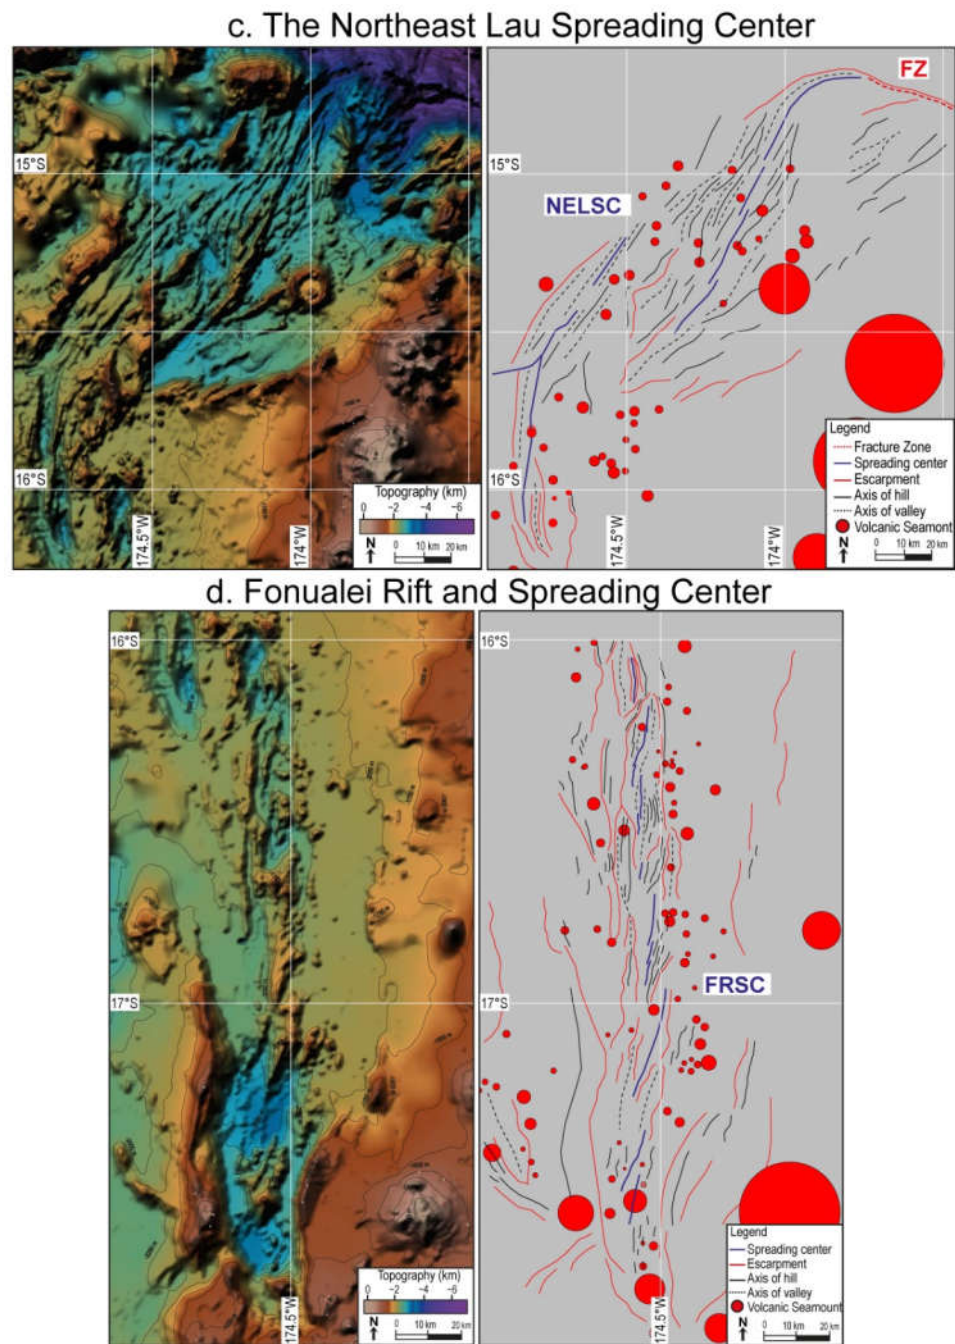 c. The Northeast Lau Spreading Center
15°S
16°S
174.5°W
174°W
Topography (km)
0 −2 −4 −6
N
0 10 km 20 km
FZ
15°S
NELSC
16°S
174.5°W
174°W
Legend
Fracture Zone
Spreading center
Escarpment
Axis of hill
Axis of valley
Volcanic Seamont
N
0 10 km 20 km
d. Fonualei Rift and Spreading Center
16°S
17°S
174.5°W
Topography (km)
0 −2 −4 −6
N
0 10 km 20 km
16°S
17°S
FRSC
174.5°W
Legend
Spreading center
Escarpment
Axis of hill
Axis of valley
Volcanic Seamount
N
0 10 km 20 km